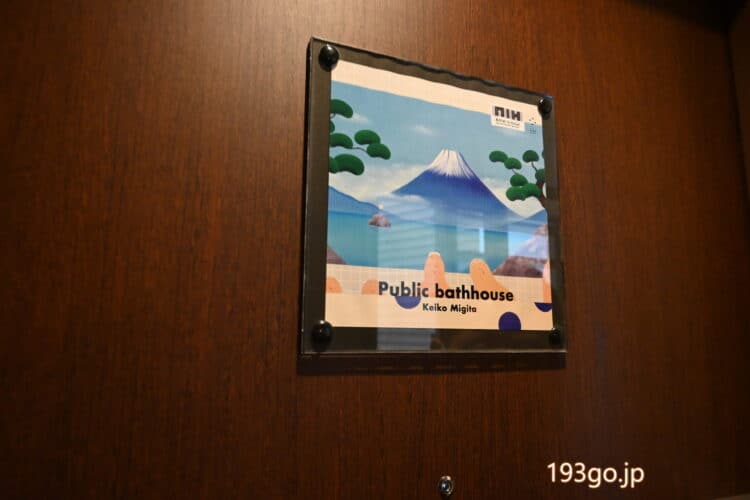 Public bathhouse
Keiko Migita
193go.jp